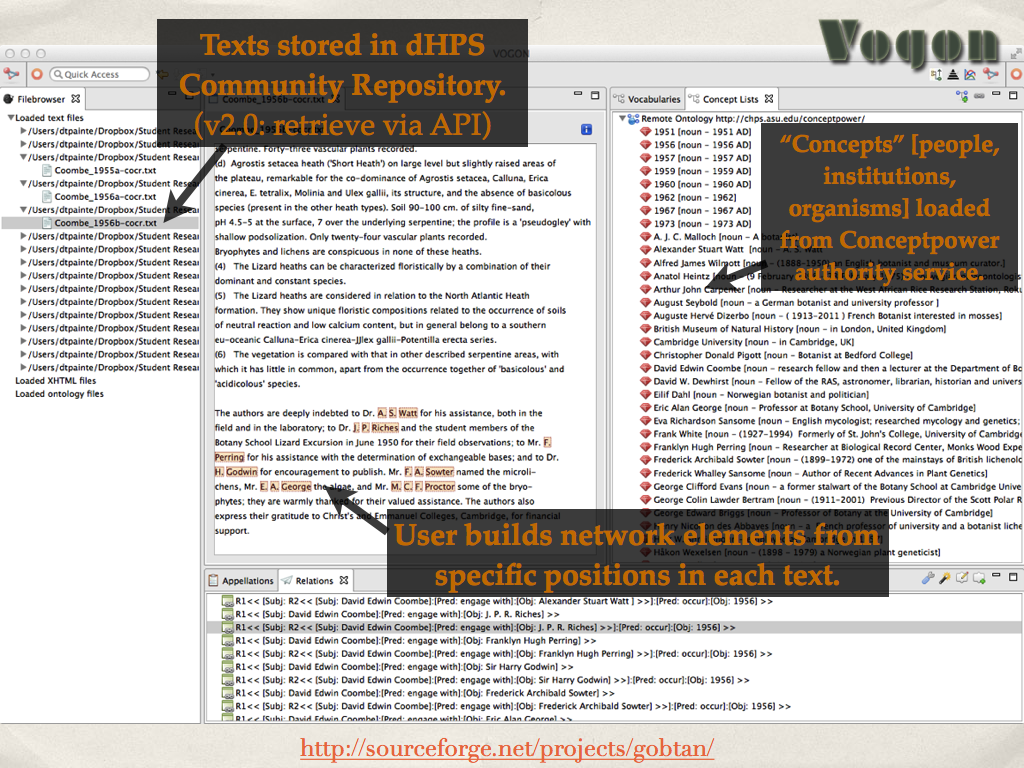 Vogon
Texts stored in dHPS
Community Repository.
(v2.0: retrieve via API)
VOGON
Quick Access
Filebrowser
Loaded text files
/Users/dtpainte/Dropbox/Student Resea
/Users/dtpainte/Dropbox/Student Resea
/Users/dtpainte/Dropbox/Student Resea
Coombe_1955a-cocr.txt
/Users/dtpainte/Dropbox/Student Resea
Coombe_1956a-cocr.txt
/Users/dtpainte/Dropbox/Student Resea
Coombe_1956b-cocr.txt
/Users/dtpainte/Dropbox/Student Resea
/Users/dtpainte/Dropbox/Student Resea
/Users/dtpainte/Dropbox/Student Resea
/Users/dtpainte/Dropbox/Student Resea
/Users/dtpainte/Dropbox/Student Resea
/Users/dtpainte/Dropbox/Student Resea
/Users/dtpainte/Dropbox/Student Resea
/Users/dtpainte/Dropbox/Student Resea
/Users/dtpainte/Dropbox/Student Resea
/Users/dtpainte/Dropbox/Student Resea
/Users/dtpainte/Dropbox/Student Resea
Loaded XHTML files
Loaded ontology files
Coombe_1956b-cocr.txt
serpentine. Forty vascular plants recorded.
(d) Agrostis setacea heath ('Short Heath') on large level but slightly raised areas of
the plateau, remarkable for the co-dominance of Agrostis setacea, Calluna, Erica
cinerea, E. tetralix, Molinia and Ulex gallii, its structure, and the absence of basicolous
species (present in the other heath types). Soil 90-100 cm. of silty fine-sand,
pH 4.5-5 at the surface, 7 over the underlying serpentine; the profile is a 'pseudogley' with
shallow podsolization. Only twenty-four vascular plants recorded.
Bryophytes and lichens are conspicuous in none of these heaths.
(4) The Lizard heaths can be characterized floristically by a combination of their
dominant and constant species.
(5) The Lizard heaths are considered in relation to the North Atlantic Heath
formation. They show unique floristic compositions related to the occurrence of soils
of neutral reaction and low calcium content, but in general belong to a southern
eu-oceanic Calluna-Erica cinerea-JJlex gallii-Potentilla erecta series.
(6) The vegetation is compared with that in other described serpentine areas, with
which it has little in common, apart from the occurrence together of 'basicolous' and
'acidicolous' species.
The authors are deeply indebted to Dr. A. S. Watt for his assistance, both in the
field and in the laboratory; to Dr. J. P. Riches and the student members of the
Botany School Lizard Excursion in June 1950 for their field observations; to Mr. F.
Perring for his assistance with the determination of exchangeable bases; and to Dr.
H. Godwin for encouragement to publish. Mr. F. A. Sowter named the microli-
chens, Mr. E. A. George the algae, and Mr. M. C. F. Proctor some of the bryo-
phytes; they are warmly thanked for their valued assistance. The authors also
express their gratitude to Christ's and Emmanuel Colleges, Cambridge, for financial
support.
Vocabularies
Concept Lists
Remote Ontology http://chps.asu.edu/conceptpower/
1951 [noun - 1951 AD]
1956 [noun - 1956 AD]
1957 [noun - 1957 AD]
1959 [noun - 1959 AD]
1960 [noun - 1960 AD]
1962 [noun - 1962]
1967 [noun - 1967 AD]
1973 [noun - 1973 AD]
A. J. C. Malloch [noun - A bota
Alexander Stuart Watt [noun - A. S. Watt
Alfred James Wilmott [noun - (1888-1950) an English botanist and museum curator.]
Anatol Heintz [noun - (9 February
Arthur John Carpenter [noun - Researcher at the West African Rice Research Station, Roku
August Seybold [noun - a German botanist and university professor ]
Auguste Hervé Dizerbo [noun - ( 1913-2011 ) French Botanist interested in mosses]
British Museum of Natural History [noun - in London, United Kingdom]
Cambridge University [noun - in Cambridge, UK]
Christopher Donald Pigott [noun - Botanist at Bedford College]
David Edwin Coombe [noun - research fellow and then a lecturer at the Department of Bo
David W. Dewhirst [noun - Fellow of the RAS, astronomer, librarian, historian and univers
Eilif Dahl [noun - Norwegian botanist and politician]
Eric Alan George [noun - Professor at Botany School, University of Cambridge]
Eva Richardson Sansome [noun - English mycologist; researched mycology and genetics;
Frank White [noun - (1927-1994) Formerly of St. John's College, University of Cambridge
Franklyn Hugh Perring [noun - Researcher at Biological Record Center, Monks Wood Expe
Frederick Archibald Sowter [noun - (1899-1972) one of the mainstays of British lichenolo
Frederick Whalley Sansome [noun - Author of Recent Advances in Plant Genetics]
George Clifford Evans [noun - a former stalwart of the Botany School at Cambridge Unive
George Colin Lawder Bertram [noun - (1911-2001) Previous Director of the Scott Polar R
George Edward Briggs [noun - Professor of Botany at the University of Cambridge]
Henry Nicollon des Abbayes [noun - a French professor of university and a botanist liche
Håkon Wexelsen [noun - (1898 - 1979) a Norwegian plant geneticist]
“Concepts” [people,
institutions,
organisms] loaded
from Conceptpower
authority service.
User builds network elements from
specific positions in each text.
Appellations
Relations
R1<< [Subj: R2<< [Subj: David Edwin Coombe]:[Pred: engage with]:[Obj: Alexander Stuart Watt ] >>]:[Pred: occur]:[Obj: 1956] >>
R1<< [Subj: David Edwin Coombe]:[Pred: engage with]:[Obj: J. P. R. Riches] >>
R1<< [Subj: R2<< [Subj: David Edwin Coombe]:[Pred: engage with]:[Obj: J. P. R. Riches] >>]:[Pred: occur]:[Obj: 1956] >>
R1<< [Subj: David Edwin Coombe]:[Pred: engage with]:[Obj: Franklyn Hugh Perring] >>
R1<< [Subj: R2<< [Subj: David Edwin Coombe]:[Pred: engage with]:[Obj: Franklyn Hugh Perring] >>]:[Pred: occur]:[Obj: 1956] >>
R1<< [Subj: David Edwin Coombe]:[Pred: engage with]:[Obj: Sir Harry Godwin] >>
R1<< [Subj: R2<< [Subj: David Edwin Coombe]:[Pred: engage with]:[Obj: Sir Harry Godwin] >>]:[Pred: occur]:[Obj: 1956] >>
R1<< [Subj: David Edwin Coombe]:[Pred: engage with]:[Obj: Frederick Archibald Sowter] >>
R1<< [Subj: R2<< [Subj: David Edwin Coombe]:[Pred: engage with]:[Obj: Frederick Archibald Sowter] >>]:[Pred: occur]:[Obj: 1956] >>
R1<< [Subj: David Edwin Coombe]:[Pred: engage with]:[Obj: Eric Alan George] >>
http://sourceforge.net/projects/gobtan/